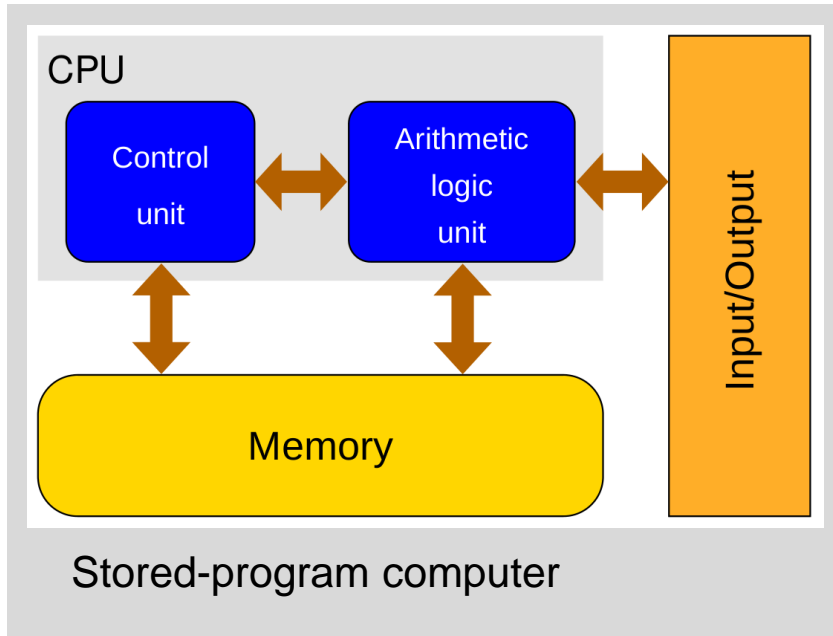 CPU
Control
unit
Arithmetic
logic
unit
Input/Output
Memory
Stored-program computer